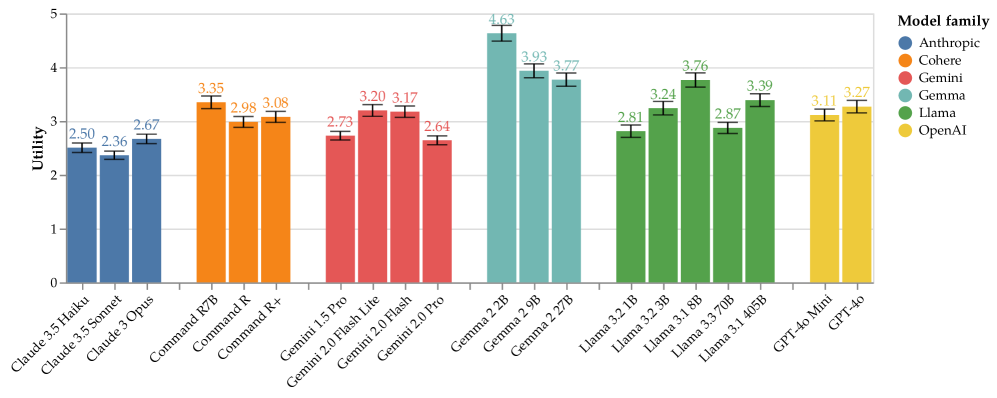 Utility
5
4
3
2
1
0
2.50
2.36
2.67
3.35
2.98
3.08
2.73
3.20
3.17
2.64
4.63
3.93
3.77
2.81
3.24
3.76
2.87
3.39
3.11
3.27
Claude 3.5 Haiku
Claude 3.5 Sonnet
Claude 3 Opus
Command R7B
Command R
Command R+
Gemini 1.5 Pro
Gemini 2.0 Flash Lite
Gemini 2.0 Flash
Gemini 2.0 Pro
Gemma 2 2B
Gemma 2 9B
Gemma 2 27B
Llama 3.2 1B
Llama 3.2 3B
Llama 3.1 8B
Llama 3.3 70B
Llama 3.1 405B
GPT-4o Mini
GPT-4o
Model family
Anthropic
Cohere
Gemini
Gemma
Llama
OpenAI